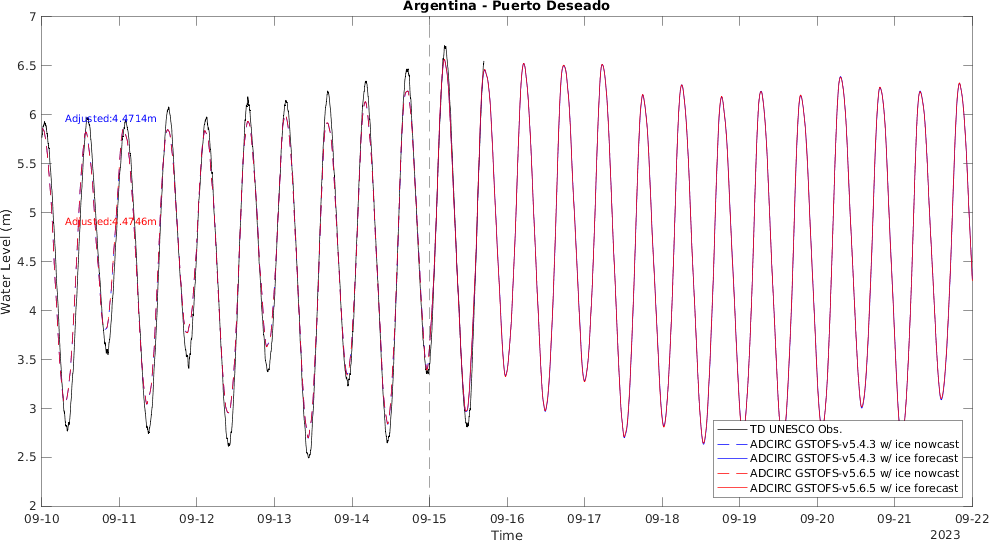 Argentina - Puerto Deseado
7
6.5
6
5.5
5
4.5
4
3.5
3
2.5
2
Water Level (m)
Adjusted:4.4714m
Adjusted:4.4746m
TD UNESCO Obs.
ADCIRC GSTOFS-v5.4.3 w/ ice nowcast
ADCIRC GSTOFS-v5.4.3 w/ ice forecast
ADCIRC GSTOFS-v5.6.5 w/ ice nowcast
ADCIRC GSTOFS-v5.6.5 w/ ice forecast
09-10 09-11 09-12 09-13 09-14 09-15 09-16 09-17 09-18 09-19 09-20 09-21 09-22
Time
2023